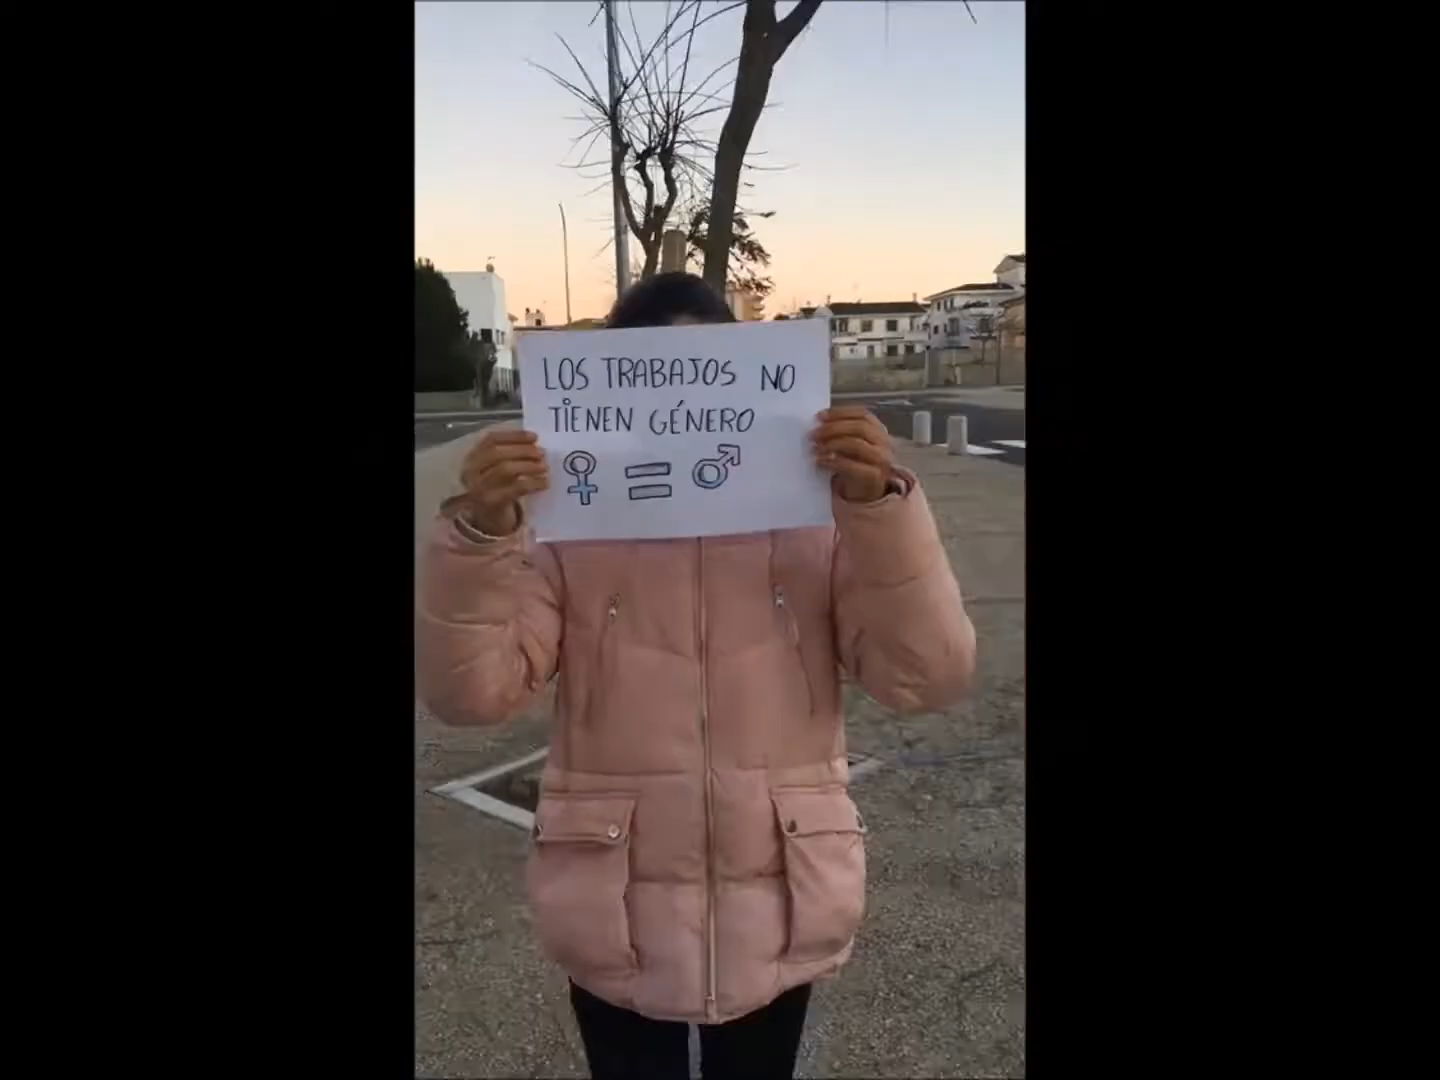 LOS TRABAJOS NO
TIENEN GÉNERO
♀ = ♂